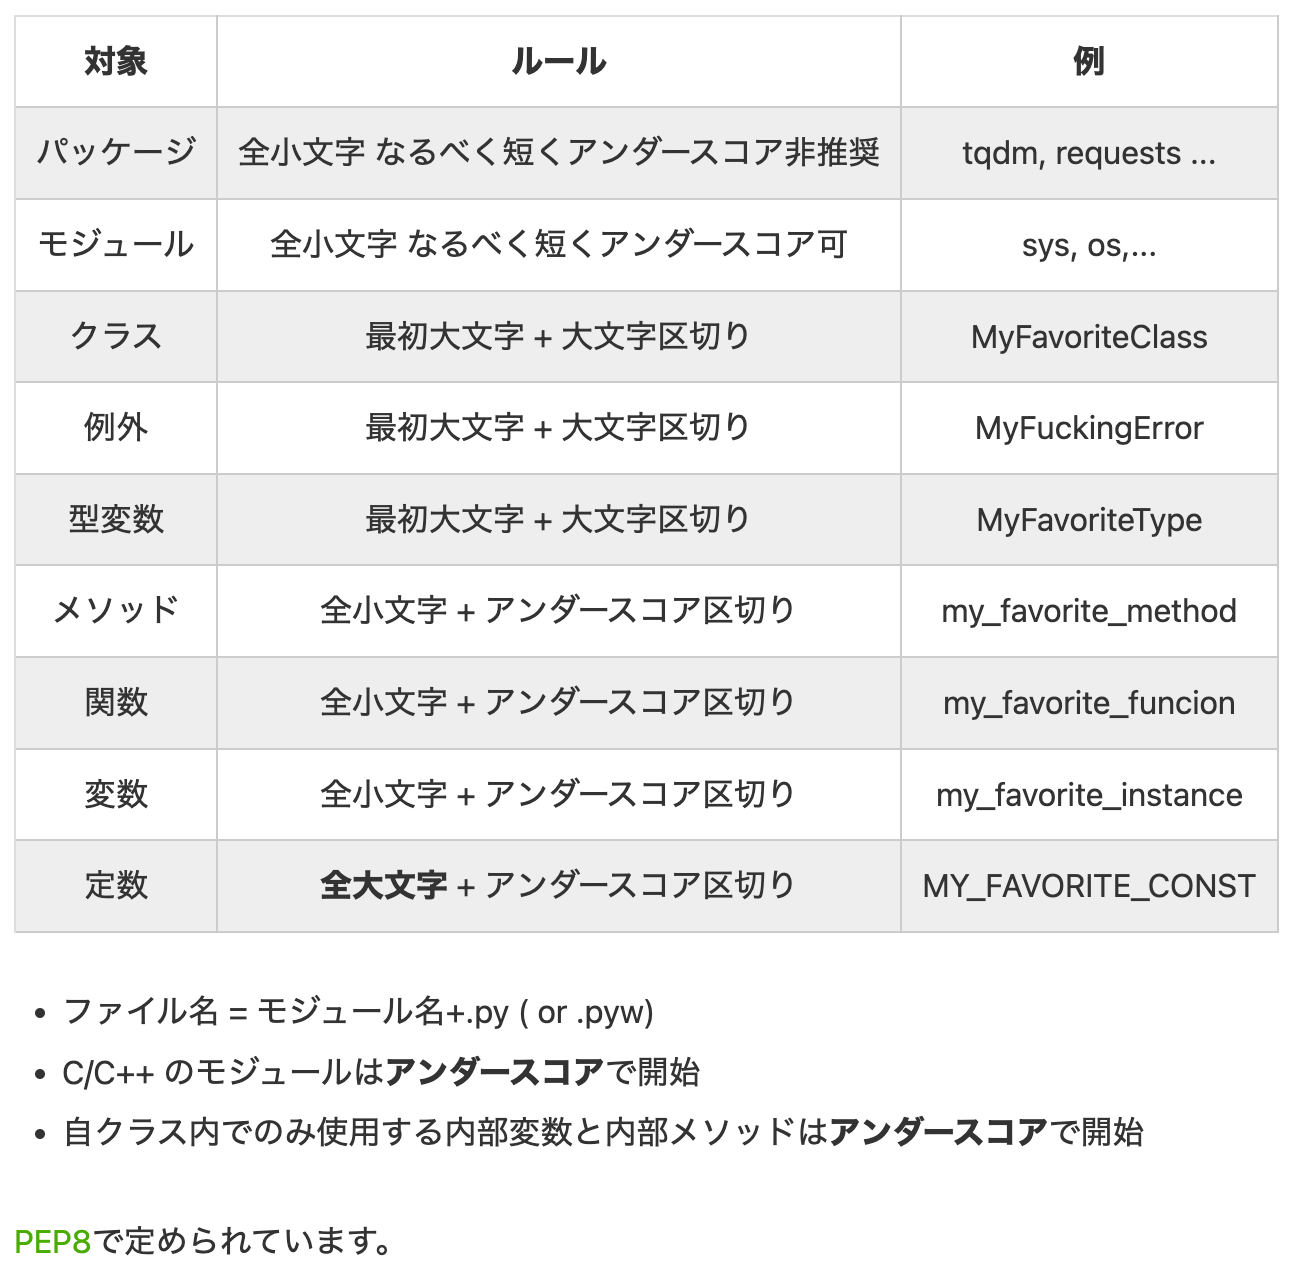 対象 ルール 例
パッケージ 全小文字 なるべく短くアンダースコア非推奨 tqdm, requests ...
モジュール 全小文字 なるべく短くアンダースコア可 sys, os,...
クラス 最初大文字 + 大文字区切り MyFavoriteClass
例外 最初大文字 + 大文字区切り MyFuckingError
型変数 最初大文字 + 大文字区切り MyFavoriteType
メソッド 全小文字 + アンダースコア区切り my_favorite_method
関数 全小文字 + アンダースコア区切り my_favorite_funcion
変数 全小文字 + アンダースコア区切り my_favorite_instance
定数 全大文字 + アンダースコア区切り MY_FAVORITE_CONST
• ファイル名 = モジュール名+.py ( or .pyw)
• C/C++ のモジュールはアンダースコアで開始
• 自クラス内でのみ使用する内部変数と内部メソッドはアンダースコアで開始
PEP8で定められています。